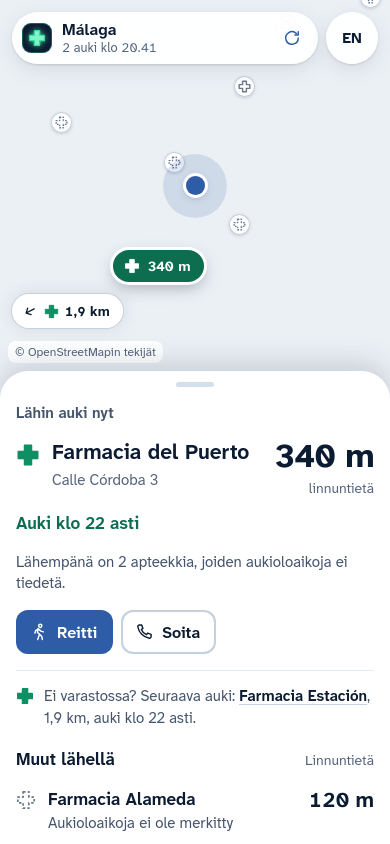 Málaga
2 auki klo 20.41
EN
340 m
1,9 km
© OpenStreetMapin tekijät
Lähin auki nyt
Farmacia del Puerto
340 m
Calle Córdoba 3
linnuntietä
Auki klo 22 asti
Lähempänä on 2 apteekkia, joiden aukioloaikoja ei
tiedetä.
Reitti
Soita
Ei varastossa? Seuraava auki: Farmacia Estación,
1,9 km, auki klo 22 asti.
Muut lähellä
Linnuntietä
Farmacia Alameda
120 m
Aukioloaikoja ei ole merkitty